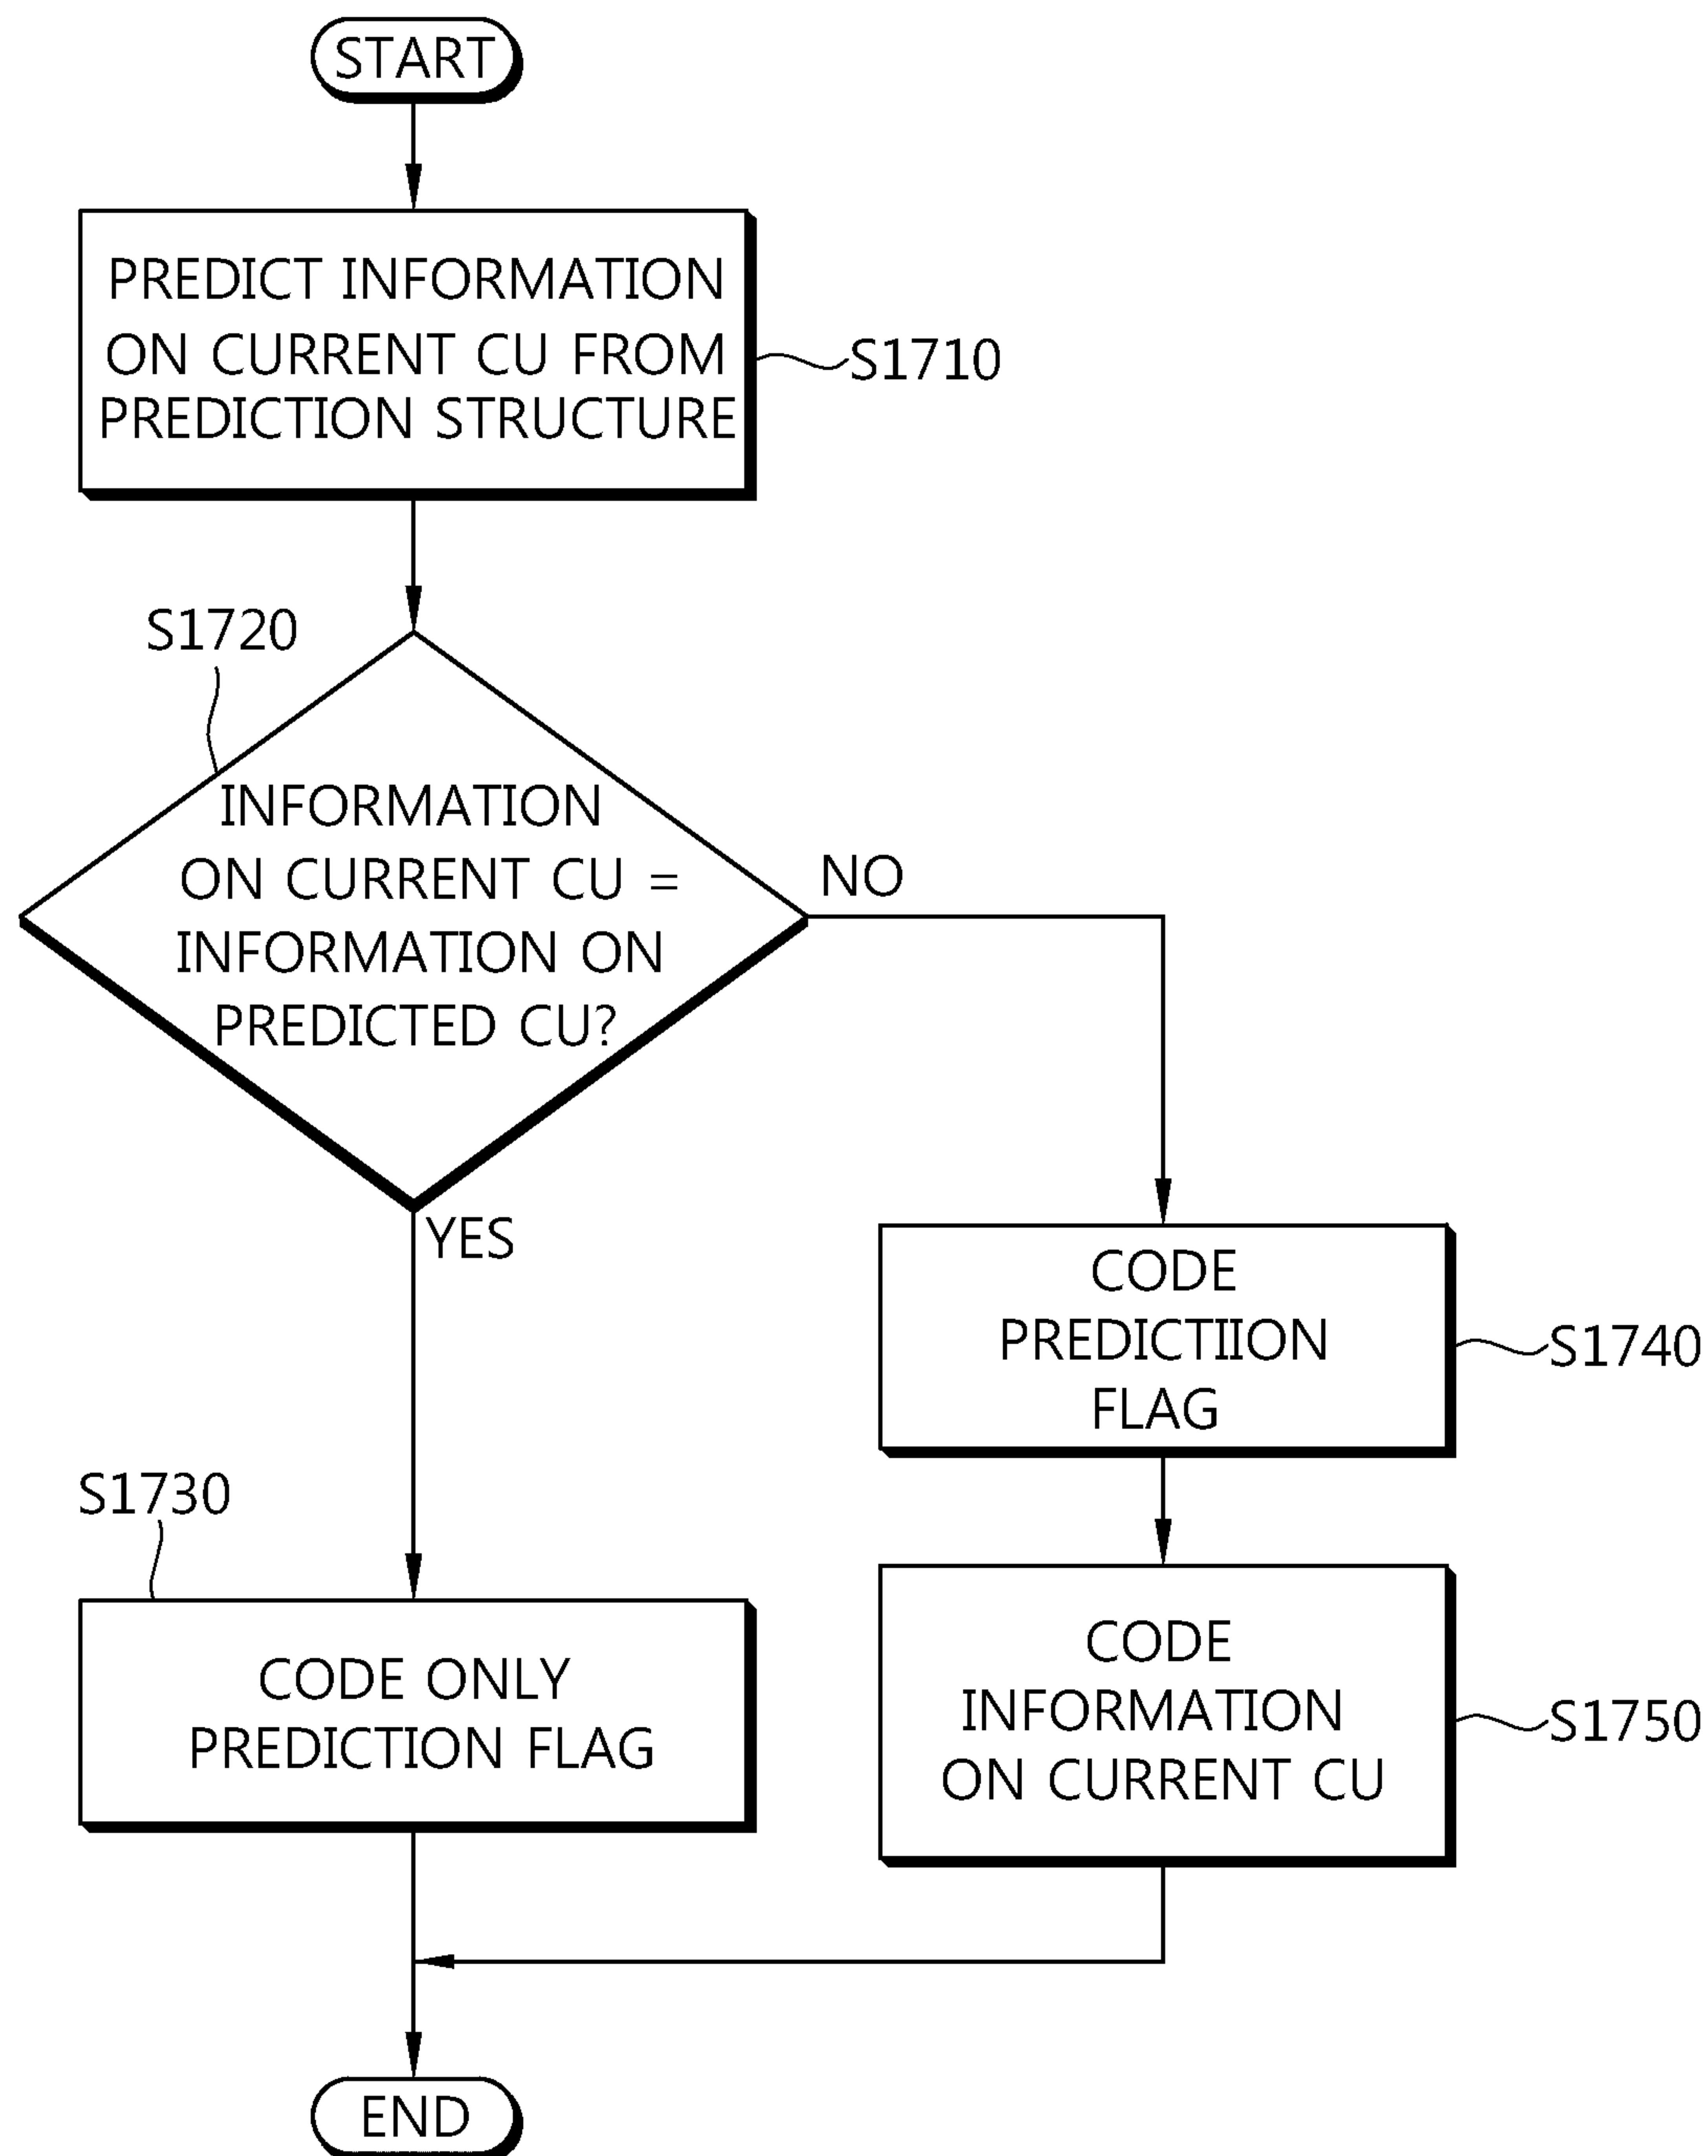 START
PREDICT INFORMATION
ON CURRENT CU FROM
PREDICTION STRUCTURE
S1710
S1720
INFORMATION
ON CURRENT CU =
INFORMATION ON
PREDICTED CU?
NO
YES
CODE
PREDICTIION
FLAG
S1740
S1730
CODE ONLY
PREDICTION FLAG
CODE
INFORMATION
ON CURRENT CU
S1750
END